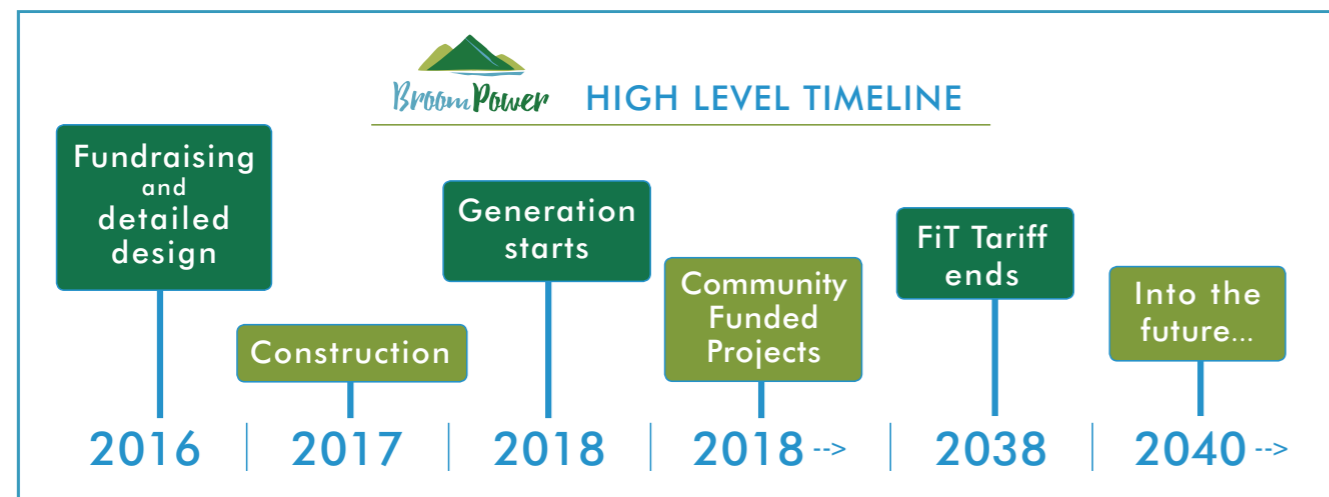 BroomPower HIGH LEVEL TIMELINE
Fundraising
and
detailed
design
Construction
Generation
starts
Community
Funded
Projects
FiT Tariff
ends
Into the
future...
2016 2017 2018 2018 --> 2038 2040 -->